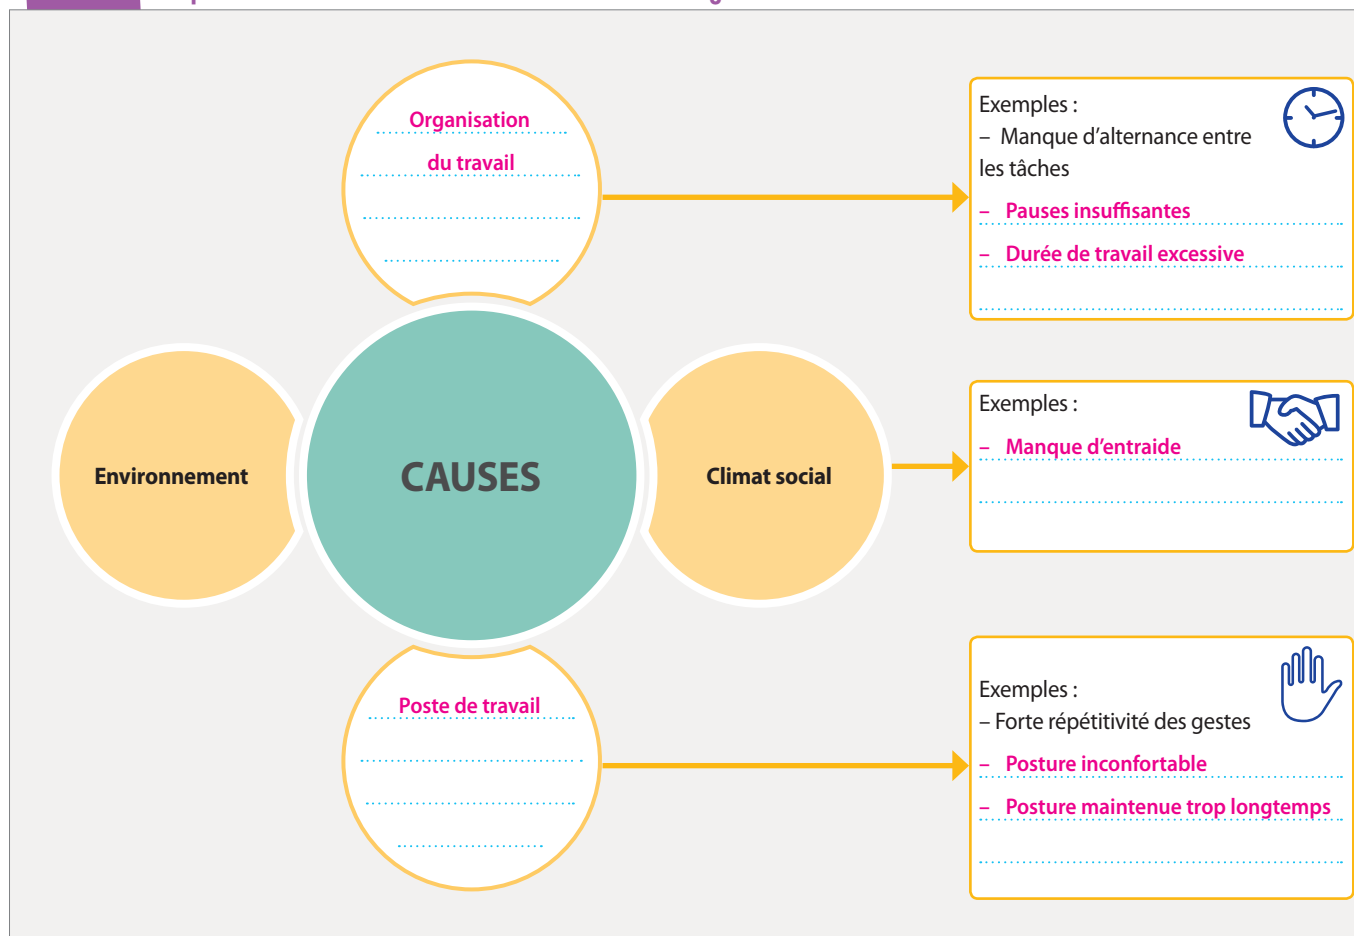 Organisation
du travail
Exemples :
– Manque d'alternance entre
les tâches
– Pauses insuffisantes
– Durée de travail excessive
Environnement
CAUSES
Climat social
Exemples :
– Manque d'entraide
Poste de travail
Exemples :
– Forte répétitivité des gestes
– Posture inconfortable
– Posture maintenue trop longtemps